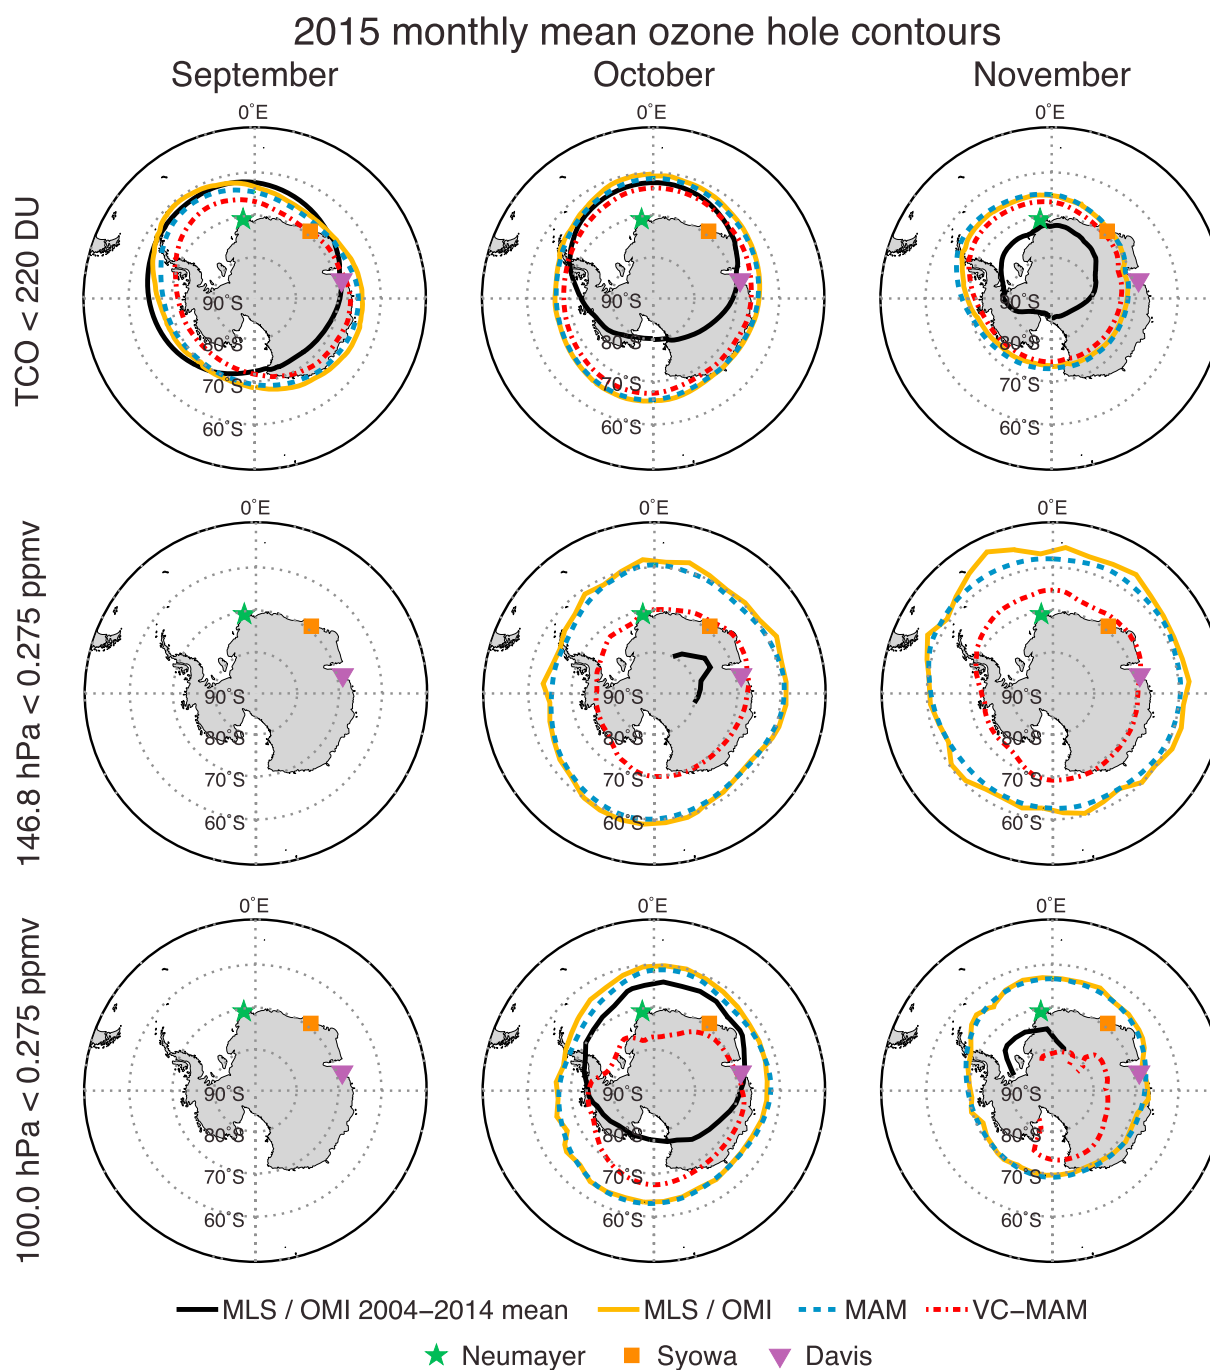 2015 monthly mean ozone hole contours
September October November
0°E 0°E 0°E
TCO < 220 DU
90°S 90°S 90°S
80°S 80°S 80°S
70°S 70°S 70°S
60°S 60°S 60°S
0°E 0°E 0°E
146.8 hPa < 0.275 ppmv
90°S 90°S 90°S
80°S 80°S 80°S
70°S 70°S 70°S
60°S 60°S 60°S
0°E 0°E 0°E
100.0 hPa < 0.275 ppmv
90°S 90°S 90°S
80°S 80°S 80°S
70°S 70°S 70°S
60°S 60°S 60°S
MLS / OMI 2004–2014 mean MLS / OMI MAM VC–MAM
Neumayer Syowa Davis